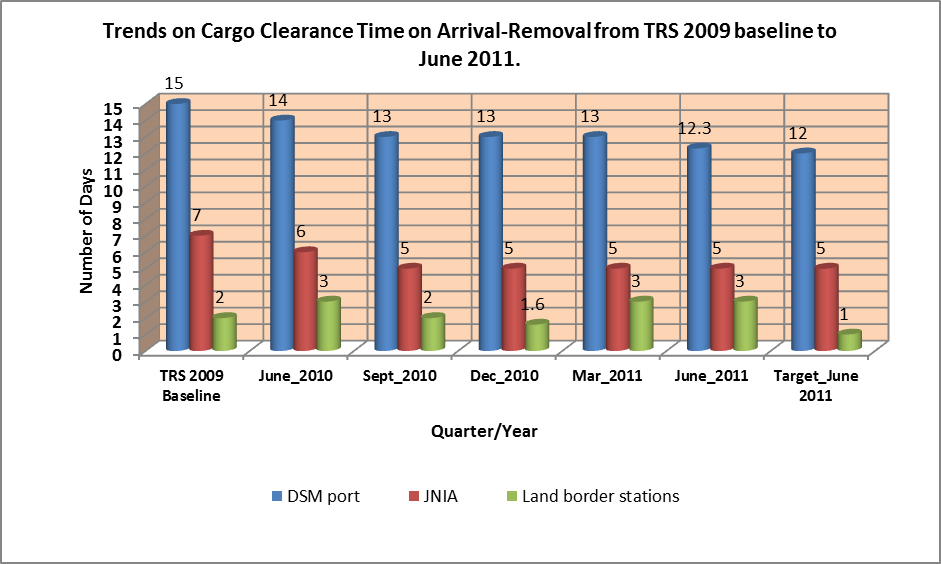 Trends on Cargo Clearance Time on Arrival-Removal from TRS 2009 baseline to
June 2011.
15
14
13
13
13
12.3
12
7
6
5
5
5
5
5
2
3
2
1.6
3
3
1
15
14
13
12
11
10
9
8
7
6
5
4
3
2
1
0
Number of Days
TRS 2009
Baseline
June_2010
Sept_2010
Dec_2010
Mar_2011
June_2011
Target_June
2011
Quarter/Year
DSM port
JNIA
Land border stations